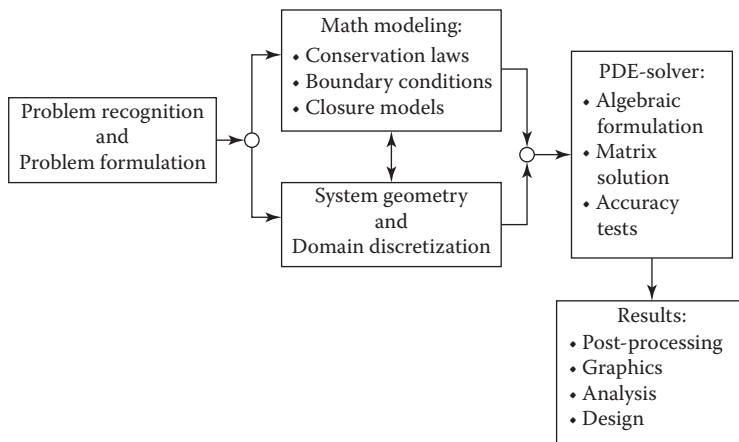 Problem recognition
and
Problem formulation
Math modeling:
• Conservation laws
• Boundary conditions
• Closure models
System geometry
and
Domain discretization
PDE-solver:
• Algebraic
formulation
• Matrix
solution
• Accuracy
tests
Results:
• Post-processing
• Graphics
• Analysis
• Design